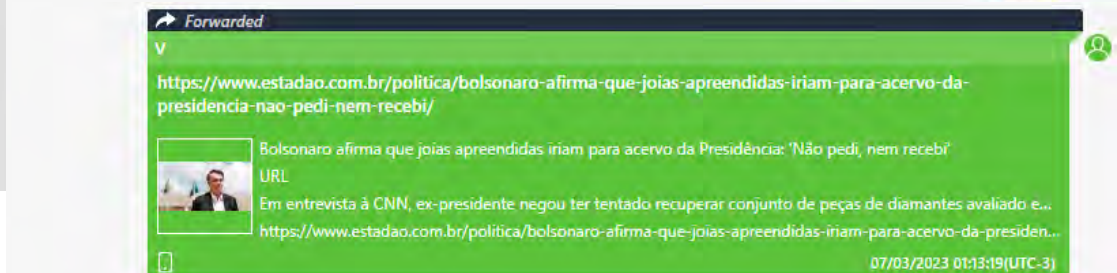 Forwarded
V
https://www.estadao.com.br/politica/bolsonaro-afirma-que-joias-apreendidas-iriam-para-acervo-da-
presidencia-nao-pedi-nem-recebi/
Bolsonaro afirma que joias apreendidas iriam para acervo da Presidência: 'Não pedi, nem recebi'
URL
Em entrevista à CNN, ex-presidente negou ter tentado recuperar conjunto de peças de diamantes avaliado e...
https://www.estadao.com.br/politica/bolsonaro-afirma-que-joias-apreendidas-iriam-para-acervo-da-presiden...
07/03/2023 01:13:19(UTC-3)